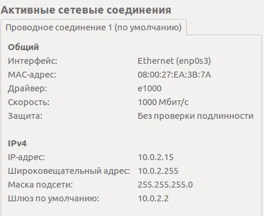 Активные сетевые соединения
Проводное соединение 1 (по умолчанию)
Общий
Интерфейс: Ethernet (enp0s3)
MAC-адрес: 08:00:27:EA:3B:7A
Драйвер: e1000
Скорость: 1000 Мбит/с
Защита: Без проверки подлинности
IPv4
IP-адрес: 10.0.2.15
Широковещательный адрес: 10.0.2.255
Маска подсети: 255.255.255.0
Шлюз по умолчанию: 10.0.2.2